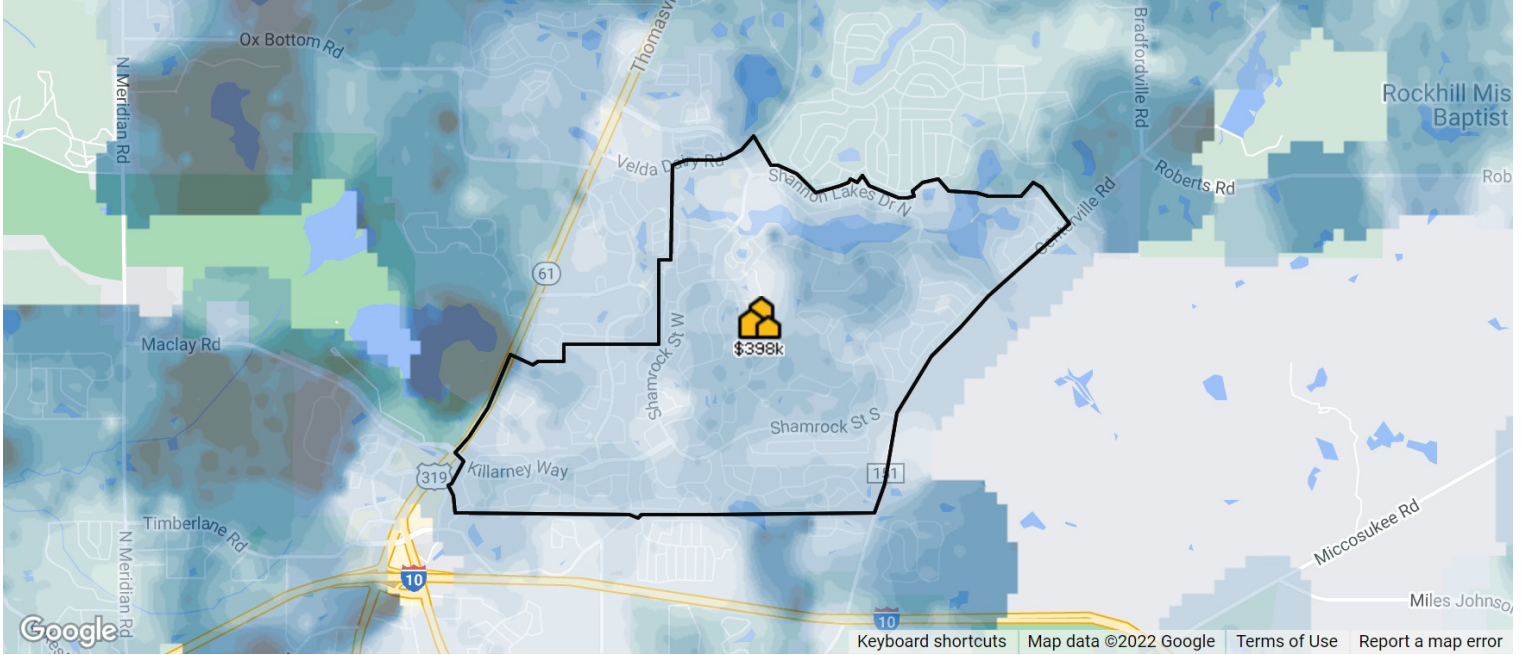 Ox Bottom Rd
Thomasv
N Meridian Rd
Bradfordville Rd
Rockhill Mis
Baptist
Velda Dairy Rd
Shannon Lakes Dr N
Roberts Rd
Rob
Centerville Rd
61
Maclay Rd
Shamrock St W
$398k
Shamrock St S
319
Killarney Way
151
Timberlane Rd
N Meridian Rd
Miccosukee Rd
10
10
Miles Johnso
Google
Keyboard shortcuts
Map data ©2022 Google
Terms of Use
Report a map error